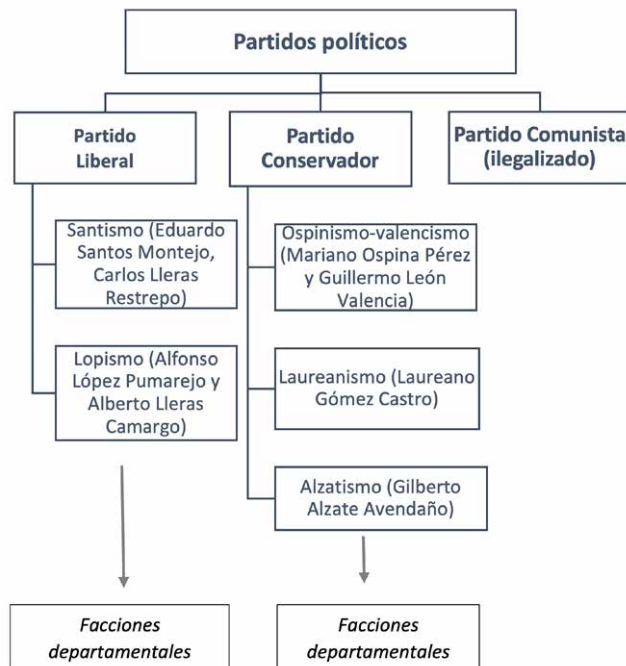 Partidos políticos
Partido
Liberal
Partido
Conservador
Partido Comunista
(ilegalizado)
Santismo (Eduardo
Santos Montejo,
Carlos Lleras
Restrepo)
Lopismo (Alfonso
López Pumarejo y
Alberto Lleras
Camargo)
Ospinismo-valencismo
(Mariano Ospina Pérez
y Guillermo León
Valencia)
Laureanismo (Laureano
Gómez Castro)
Alzatismo (Gilberto
Alzate Avendaño)
Facciones
departamentales
Facciones
departamentales